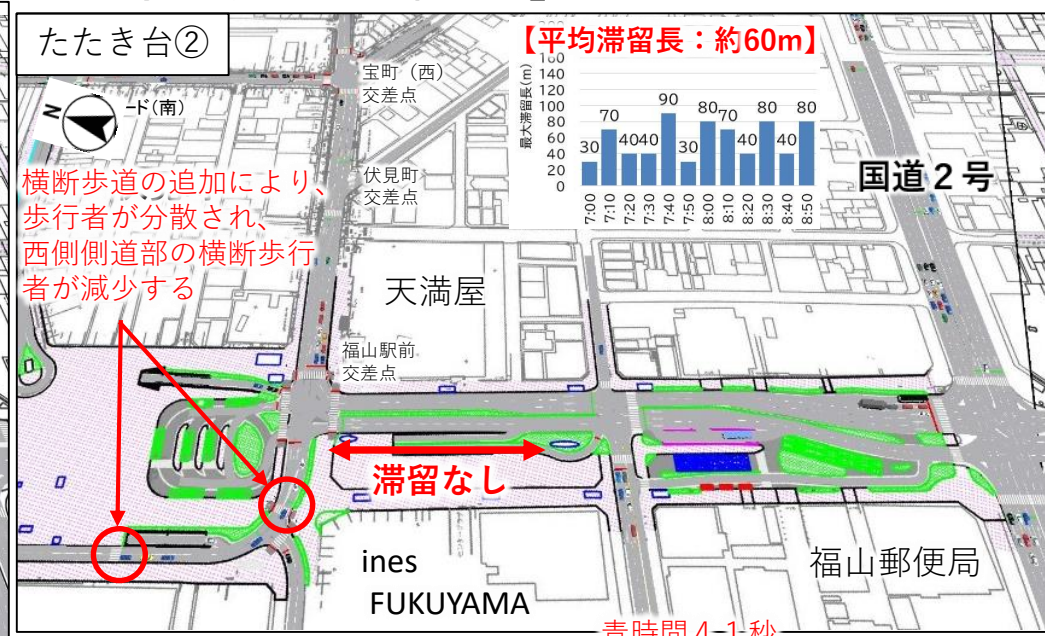 たたき台②
【平均滞留長：約60m】
宝町（西）
交差点
N
ード(南)
最大滞留長(m)
160
140
120
100
80
60
40
20
0
30
70
40
40
90
30
80
70
40
80
40
80
7:00
7:10
7:20
7:30
7:40
7:50
8:00
8:10
8:20
8:30
8:40
8:50
国道２号
伏見町
交差点
横断歩道の追加により、
歩行者が分散され、
西側側道部の横断歩行
者が減少する
天満屋
福山駅前
交差点
滞留なし
ines
FUKUYAMA
福山郵便局